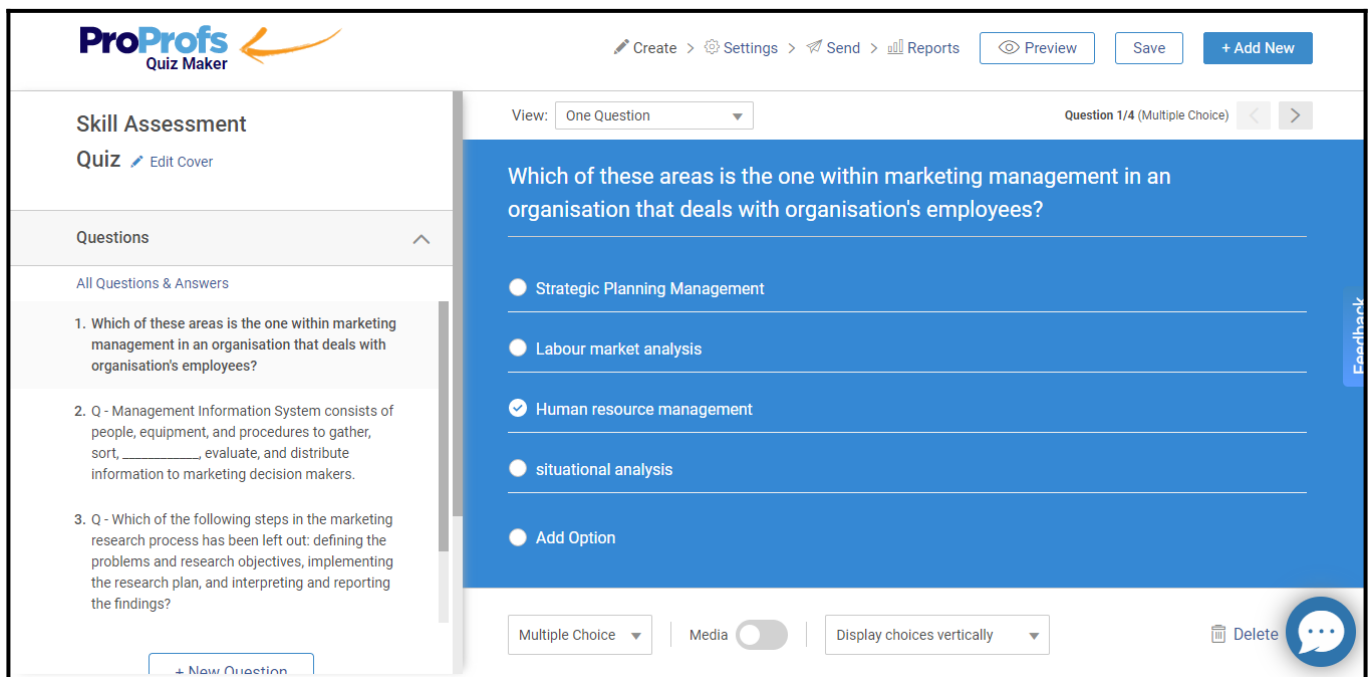 ProProfs
Quiz Maker
Create > Settings > Send > Reports Preview Save + Add New
Skill Assessment
Quiz Edit Cover
Questions
All Questions & Answers
1. Which of these areas is the one within marketing
management in an organisation that deals with
organisation's employees?
2. Q - Management Information System consists of
people, equipment, and procedures to gather,
sort, ____________, evaluate, and distribute
information to marketing decision makers.
3. Q - Which of the following steps in the marketing
research process has been left out: defining the
problems and research objectives, implementing
the research plan, and interpreting and reporting
the findings?
+ New Question
View: One Question
Question 1/4 (Multiple Choice) < >
Which of these areas is the one within marketing management in an
organisation that deals with organisation's employees?
Strategic Planning Management
Labour market analysis
Human resource management
situational analysis
Add Option
Multiple Choice Media Display choices vertically Delete
Feedback